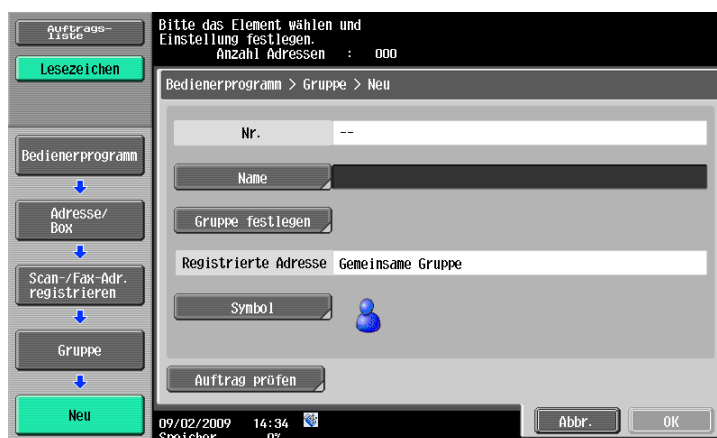 Auftrags-
liste
Lesezeichen
Bedienerprogramm
Adresse/
Box
Scan-/Fax-Adr.
registrieren
Gruppe
Neu
Bitte das Element wählen und
Einstellung festlegen.
Anzahl Adressen : 000
Bedienerprogramm > Gruppe > Neu
Nr. --
Name
Gruppe festlegen
Registrierte Adresse Gemeinsame Gruppe
Symbol
Auftrag prüfen
Abbr. OK
09/02/2009 14:34
Speicher 0%